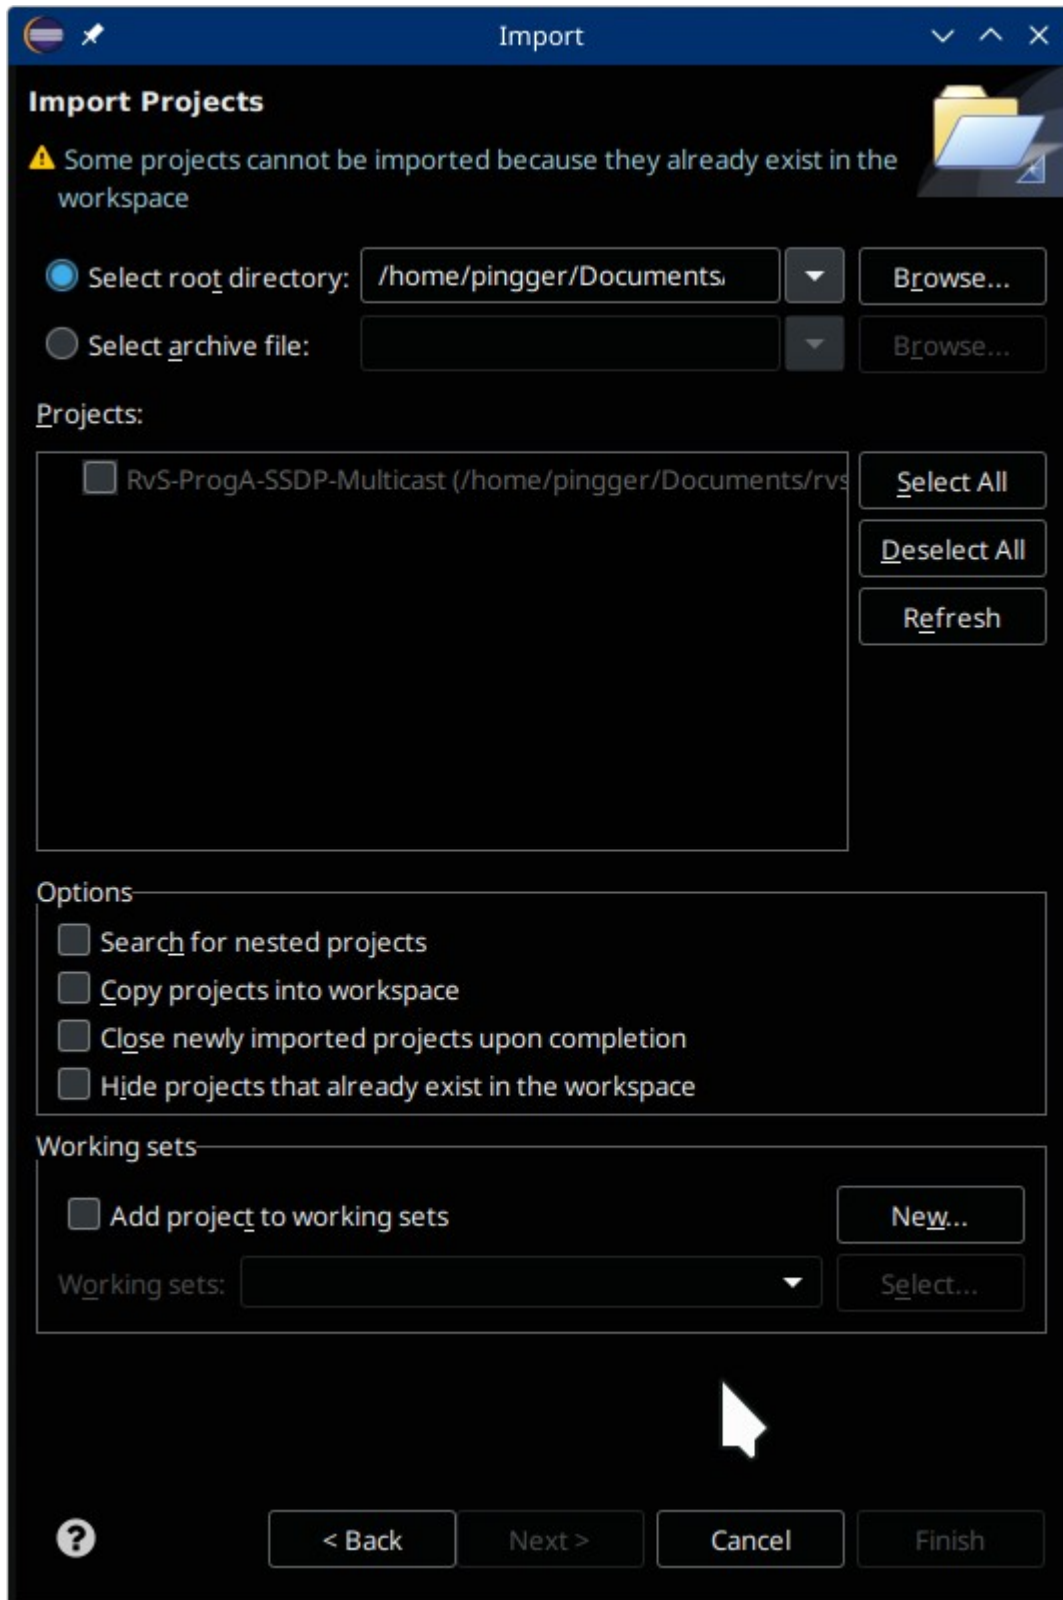 Import
Import Projects
Some projects cannot be imported because they already exist in the
workspace
Select root directory: /home/pingger/Documents/ Browse...
Select archive file: Browse...
Projects:
RvS-ProgA-SSDP-Multicast (/home/pingger/Documents/rvs
Select All
Deselect All
Refresh
Options
Search for nested projects
Copy projects into workspace
Close newly imported projects upon completion
Hide projects that already exist in the workspace
Working sets
Add project to working sets New...
Working sets: Select...
? < Back Next > Cancel Finish